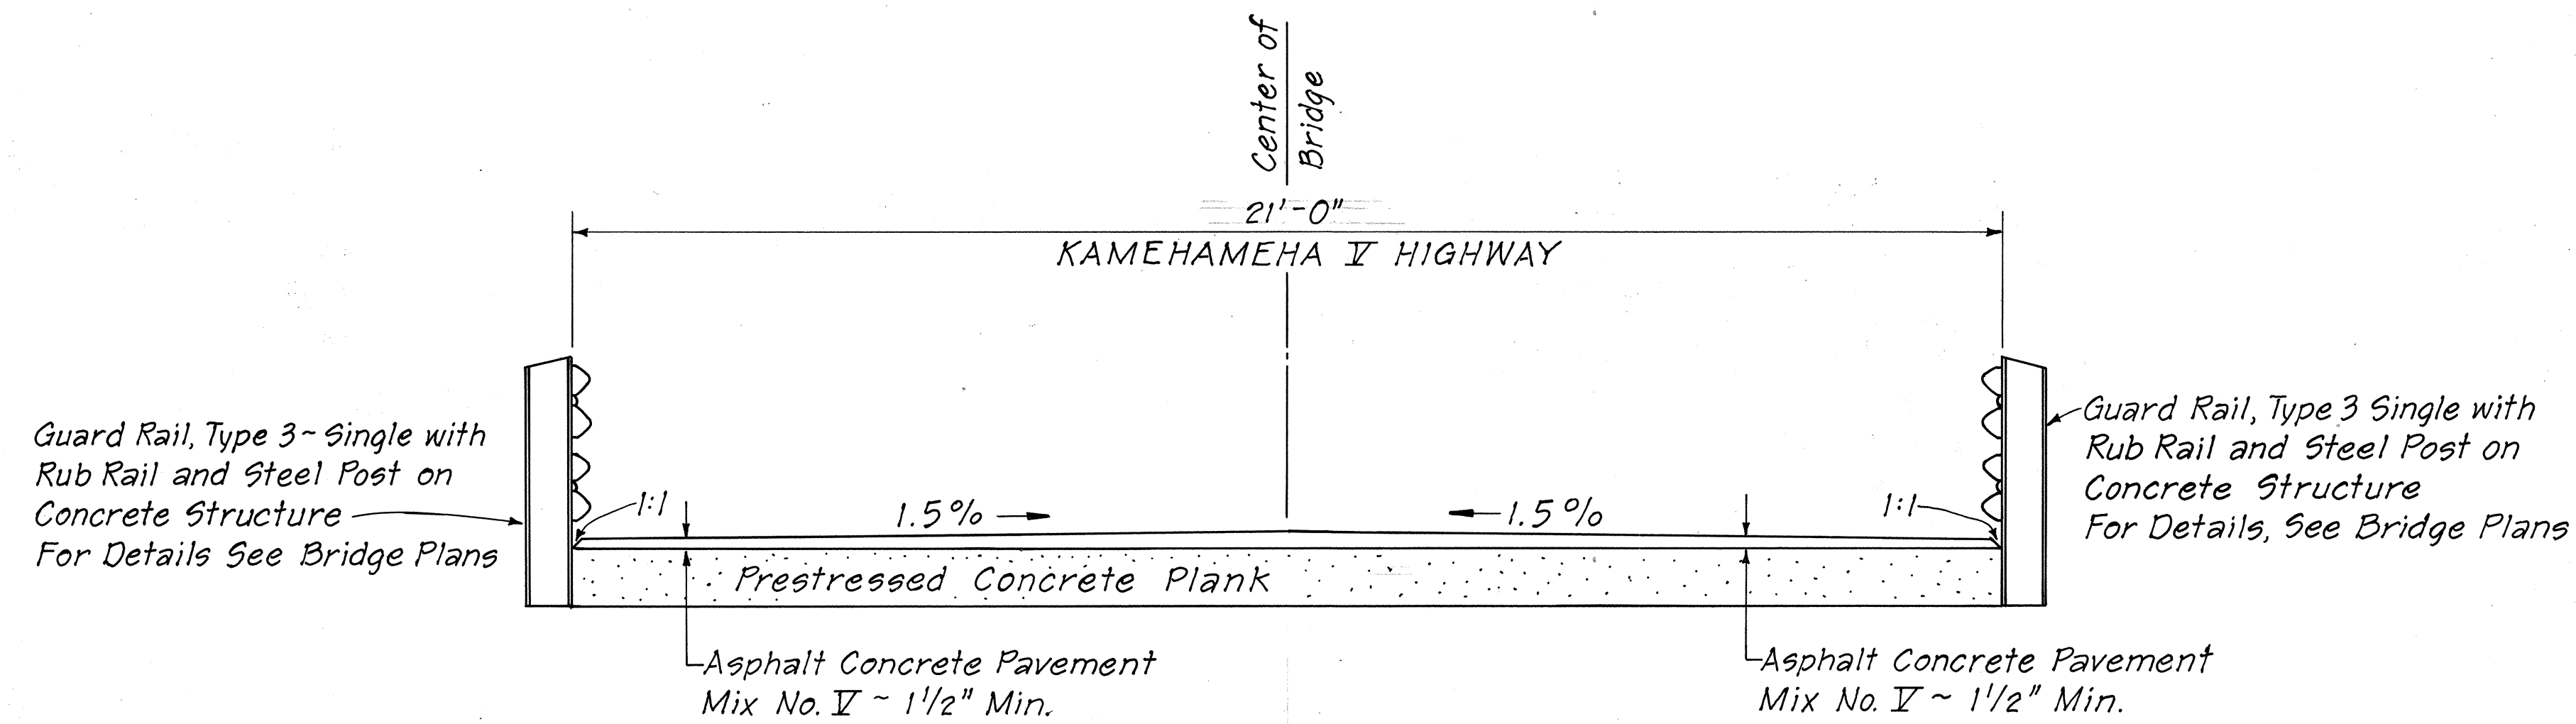 Center of
Bridge
21'-0"
KAMEHAMEHA V HIGHWAY
Guard Rail, Type 3~ Single with
Rub Rail and Steel Post on
Concrete Structure
For Details See Bridge Plans
1:1
1.5%
1.5%
1:1
Guard Rail, Type 3 Single with
Rub Rail and Steel Post on
Concrete Structure
For Details, See Bridge Plans
Prestressed Concrete Plank
Asphalt Concrete Pavement
Mix No. V ~ 1 1/2" Min.
Asphalt Concrete Pavement
Mix No. V ~ 1 1/2" Min.